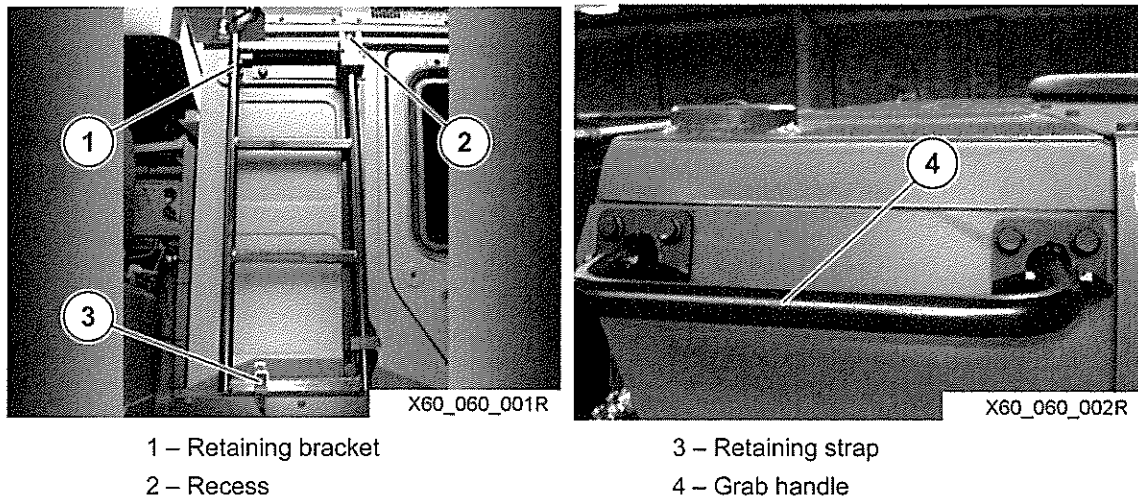 1
2
3
X60_060_001R
4
X60_060_002R
1 – Retaining bracket
2 – Recess
3 – Retaining strap
4 – Grab handle